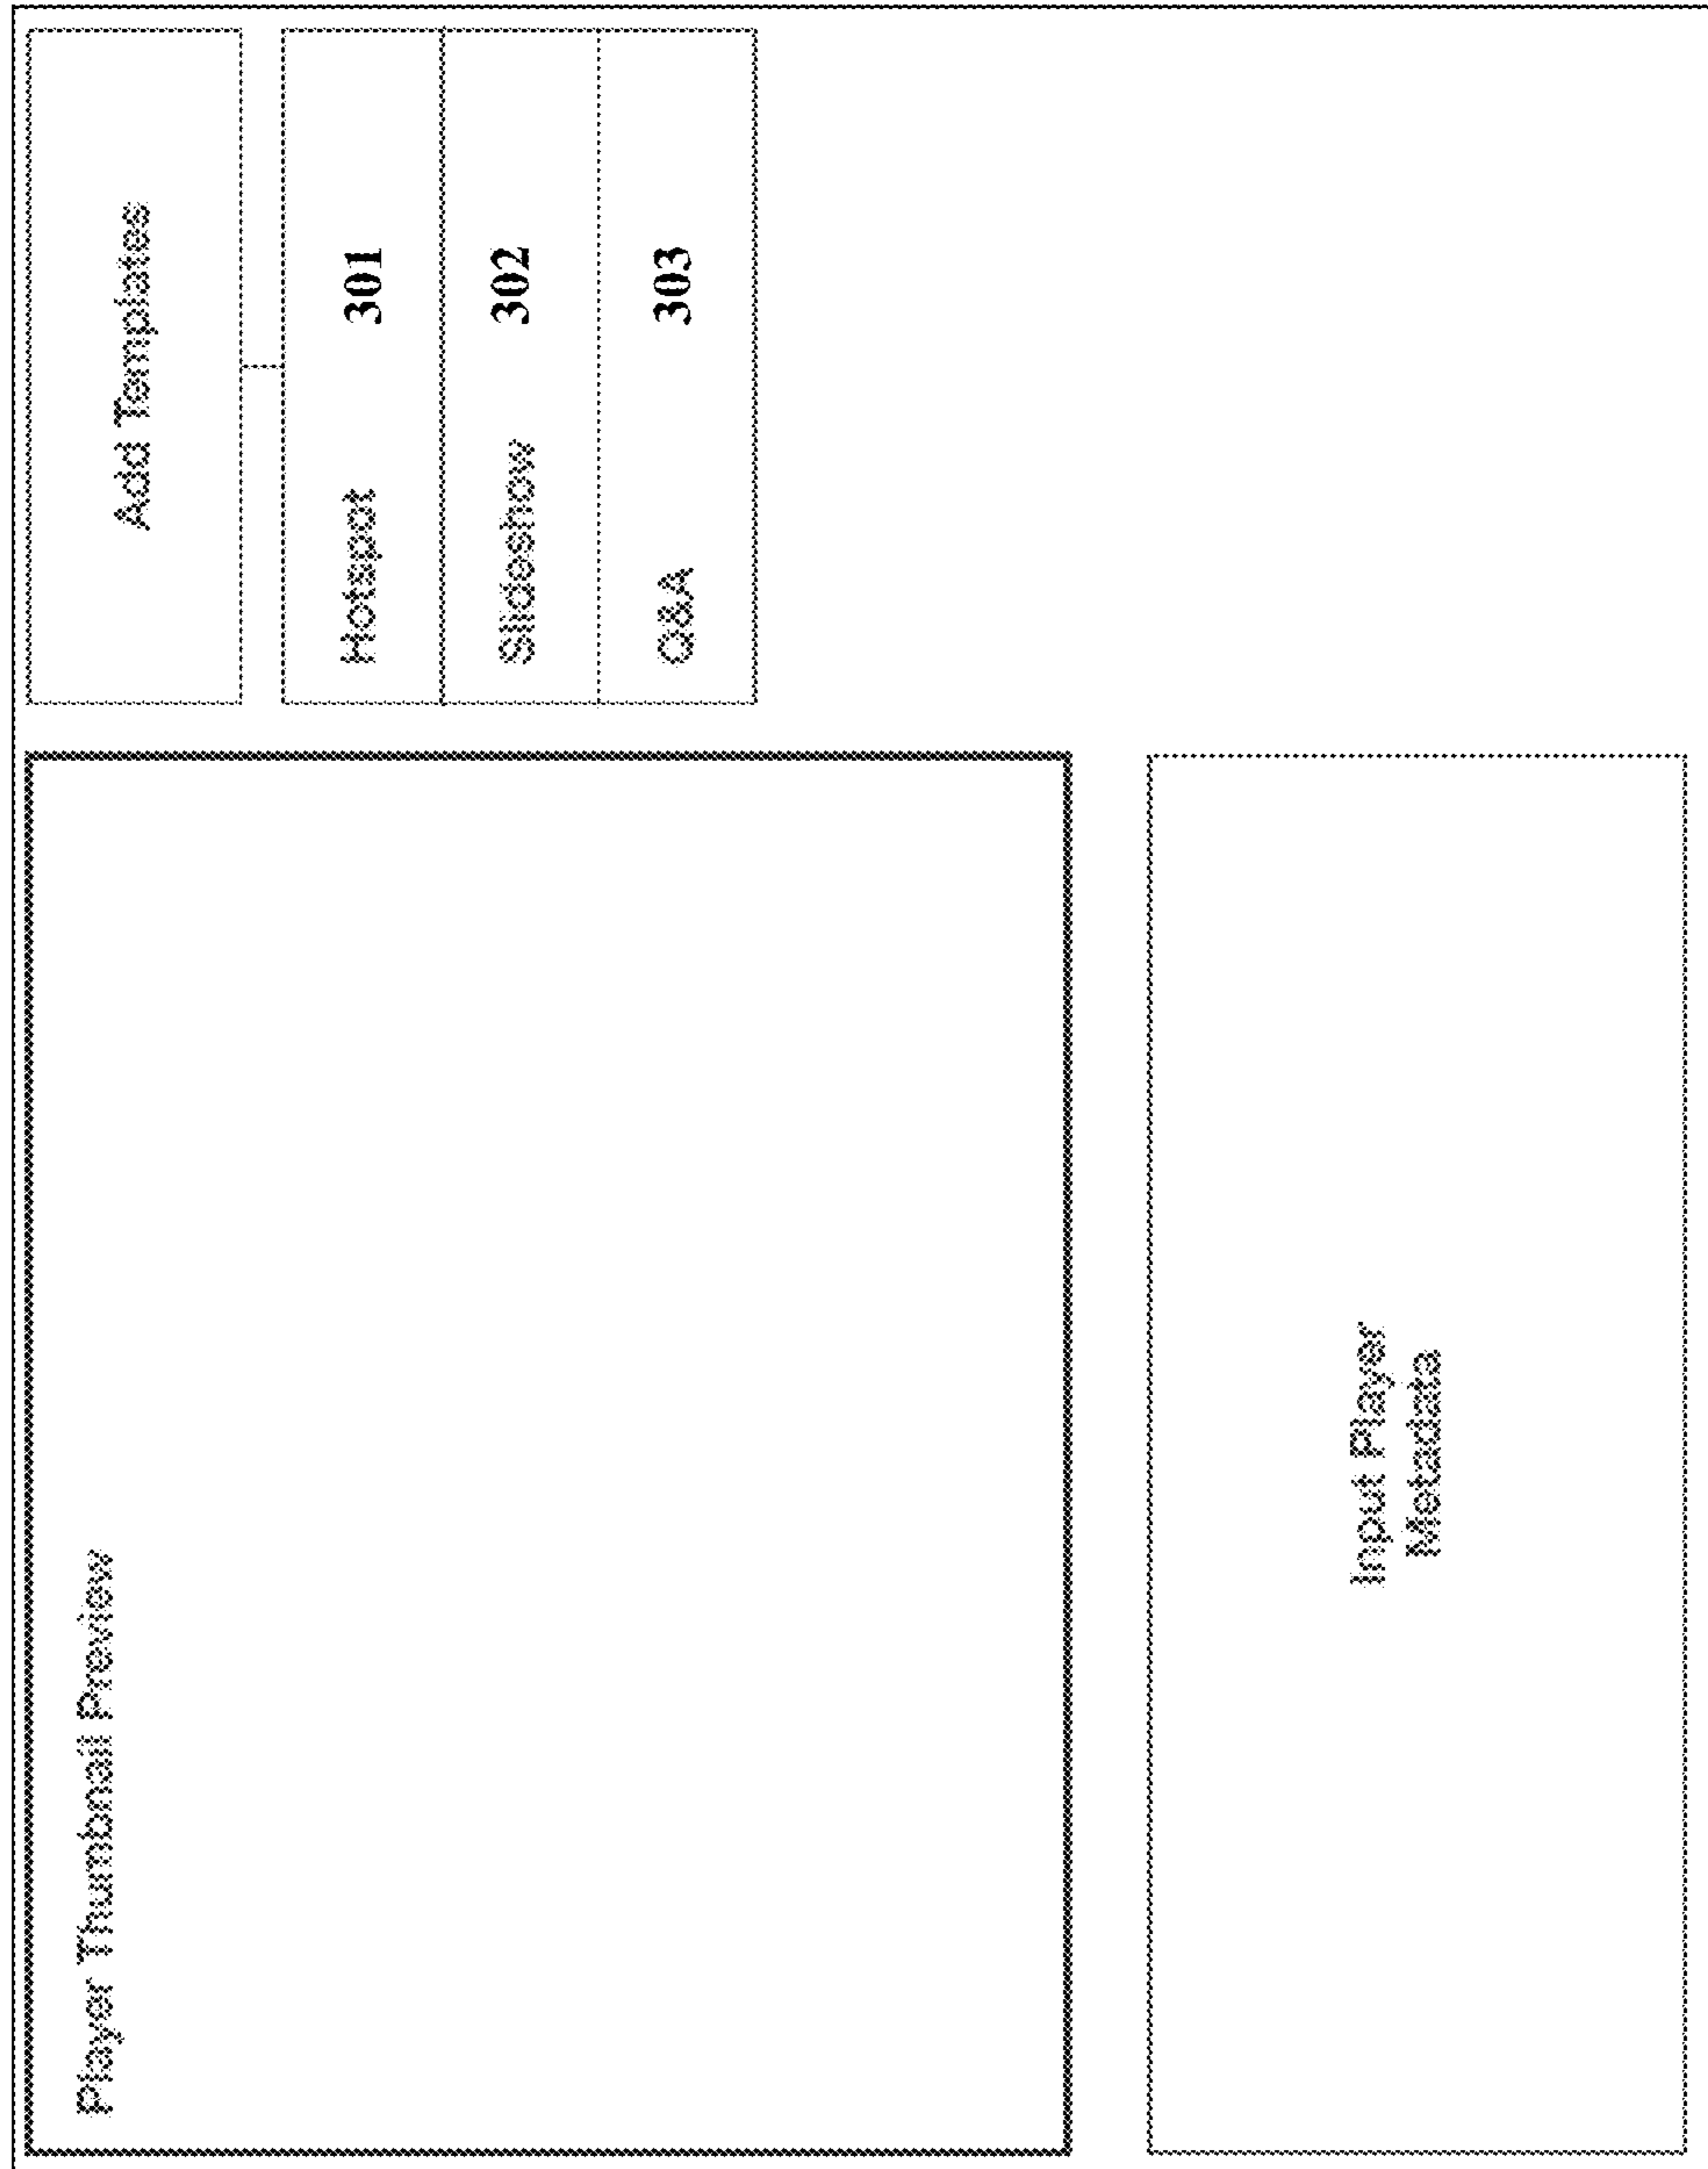 Player Thumbnail Preview
Add Templates
Hotspot 301
Slideshow 302
Q&A 303
Input Player
Metadata